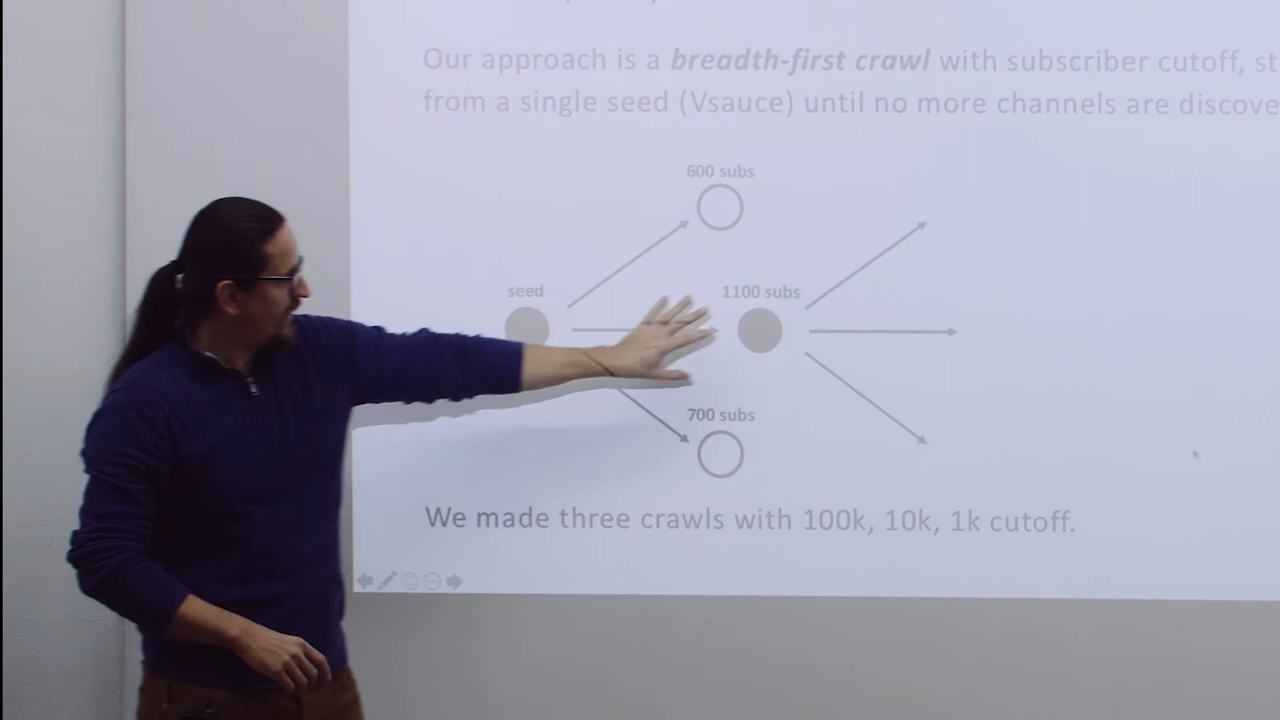 Our approach is a breadth-first crawl with subscriber cutoff,
from a single seed (Vsauce) until no more channels are
600 subs
seed
1100 subs
700 subs
We made three crawls with 100k, 10k, 1k cutoff.